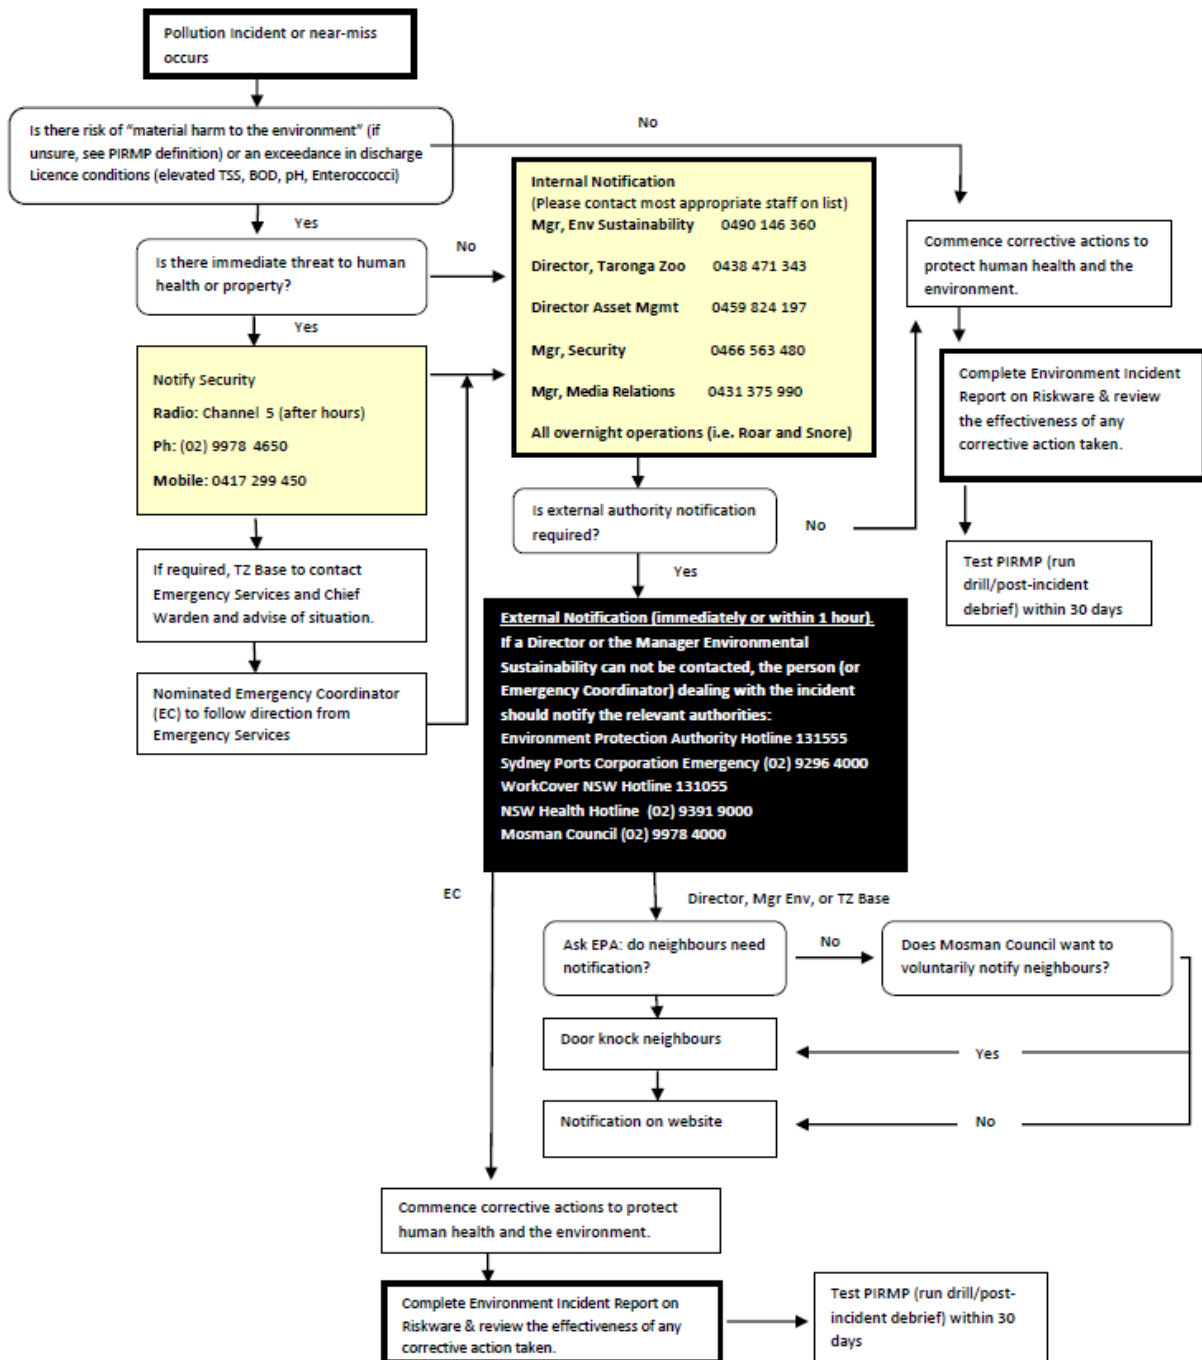 Pollution Incident or near-miss
occurs
Is there risk of “material harm to the environment” (if
unsure, see PIRMP definition) or an exceedance in discharge
Licence conditions (elevated TSS, BOD, pH, Enteroccocci)
No
Yes
Is there immediate threat to human
health or property?
No
Yes
Notify Security
Radio: Channel 5 (after hours)
Ph: (02) 9978 4650
Mobile: 0417 299 450
If required, TZ Base to contact
Emergency Services and Chief
Warden and advise of situation.
Nominated Emergency Coordinator
(EC) to follow direction from
Emergency Services
Internal Notification
(Please contact most appropriate staff on list)
Mgr, Env Sustainability 0490 146 360
Director, Taronga Zoo 0438 471 343
Director Asset Mgmt 0459 824 197
Mgr, Security 0466 563 480
Mgr, Media Relations 0431 375 990
All overnight operations (i.e. Roar and Snore)
Is external authority notification
required?
No
Yes
Commence corrective actions to
protect human health and the
environment.
Complete Environment Incident
Report on Riskware & review
the effectiveness of any
corrective action taken.
Test PIRMP (run
drill/post-incident
debrief) within 30 days
External Notification (immediately or within 1 hour).
If a Director or the Manager Environmental
Sustainability can not be contacted, the person (or
Emergency Coordinator) dealing with the incident
should notify the relevant authorities:
Environment Protection Authority Hotline 131555
Sydney Ports Corporation Emergency (02) 9296 4000
WorkCover NSW Hotline 131055
NSW Health Hotline (02) 9391 9000
Mosman Council (02) 9978 4000
EC
Director, Mgr Env, or TZ Base
Ask EPA: do neighbours need
notification?
No
Does Mosman Council want to
voluntarily notify neighbours?
Door knock neighbours
Yes
Notification on website
No
Commence corrective actions to protect
human health and the environment.
Complete Environment Incident Report on
Riskware & review the effectiveness of any
corrective action taken.
Test PIRMP (run drill/post-
incident debrief) within 30
days